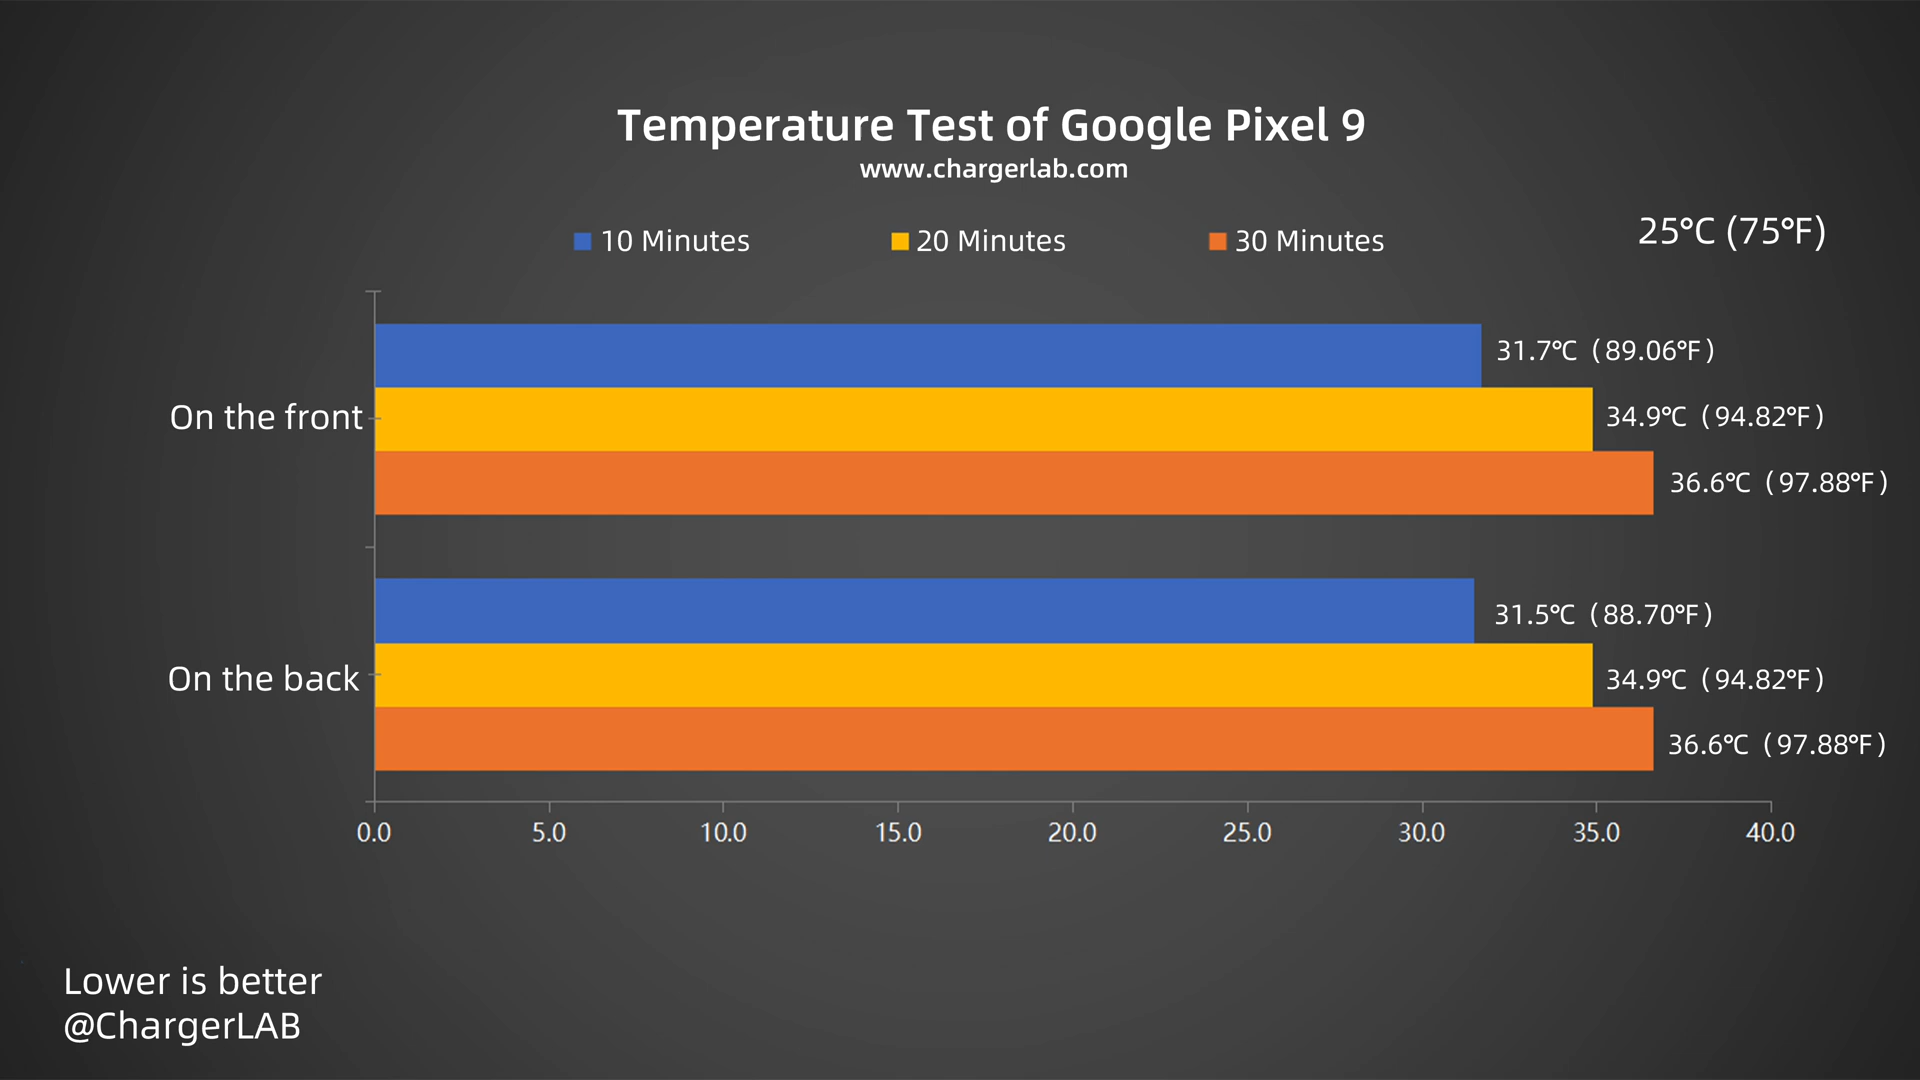 Temperature Test of Google Pixel 9
www.chargerlab.com
10 Minutes
20 Minutes
30 Minutes
25℃ (75℉)
On the front
31.7℃（89.06℉）
34.9℃（94.82℉）
36.6℃（97.88℉）
On the back
31.5℃（88.70℉）
34.9℃（94.82℉）
36.6℃（97.88℉）
0.0 5.0 10.0 15.0 20.0 25.0 30.0 35.0 40.0
Lower is better
@ChargerLAB